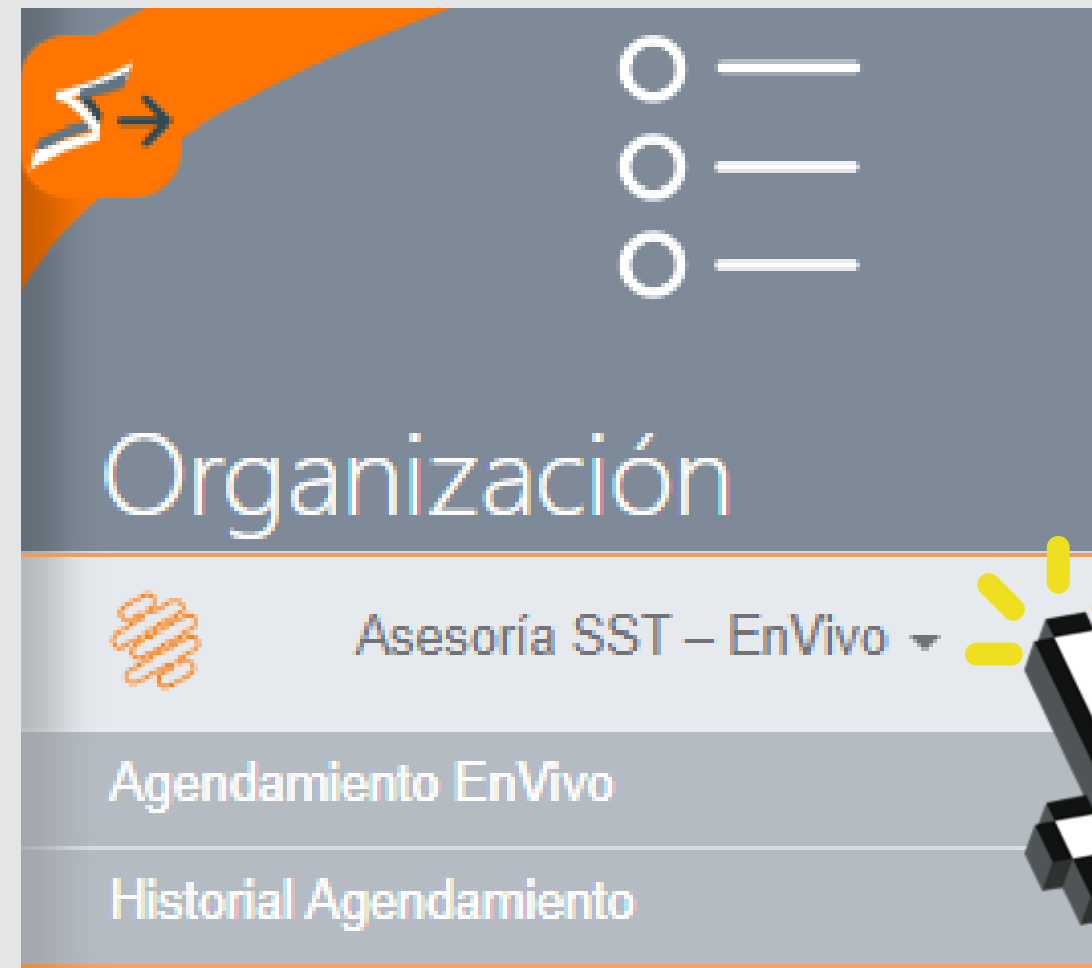 Organización
Asesoría SST – EnVivo
Agendamiento EnVivo
Historial Agendamiento